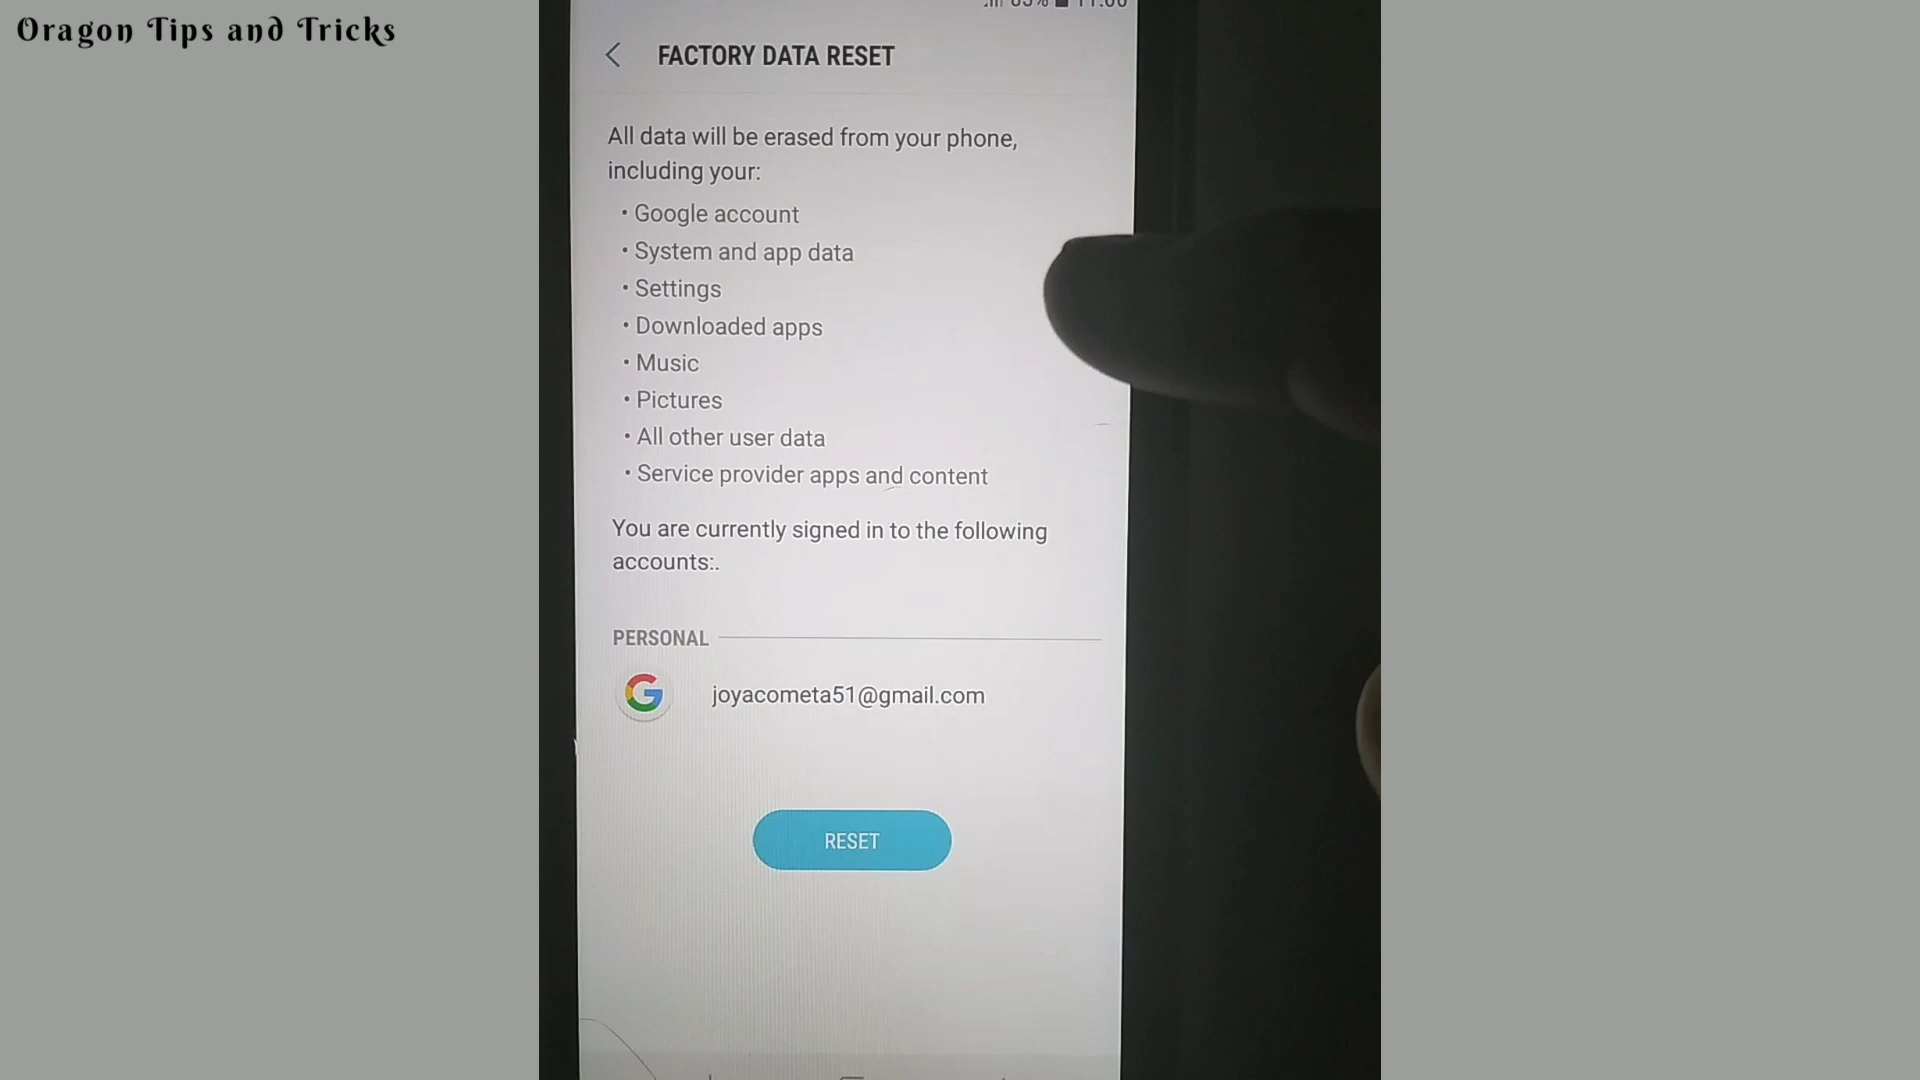 Oragon Tips and Tricks
FACTORY DATA RESET
All data will be erased from your phone,
including your:
• Google account
• System and app data
• Settings
• Downloaded apps
• Music
• Pictures
• All other user data
• Service provider apps and content
You are currently signed in to the following
accounts:.
PERSONAL
joyacometa51@gmail.com
RESET